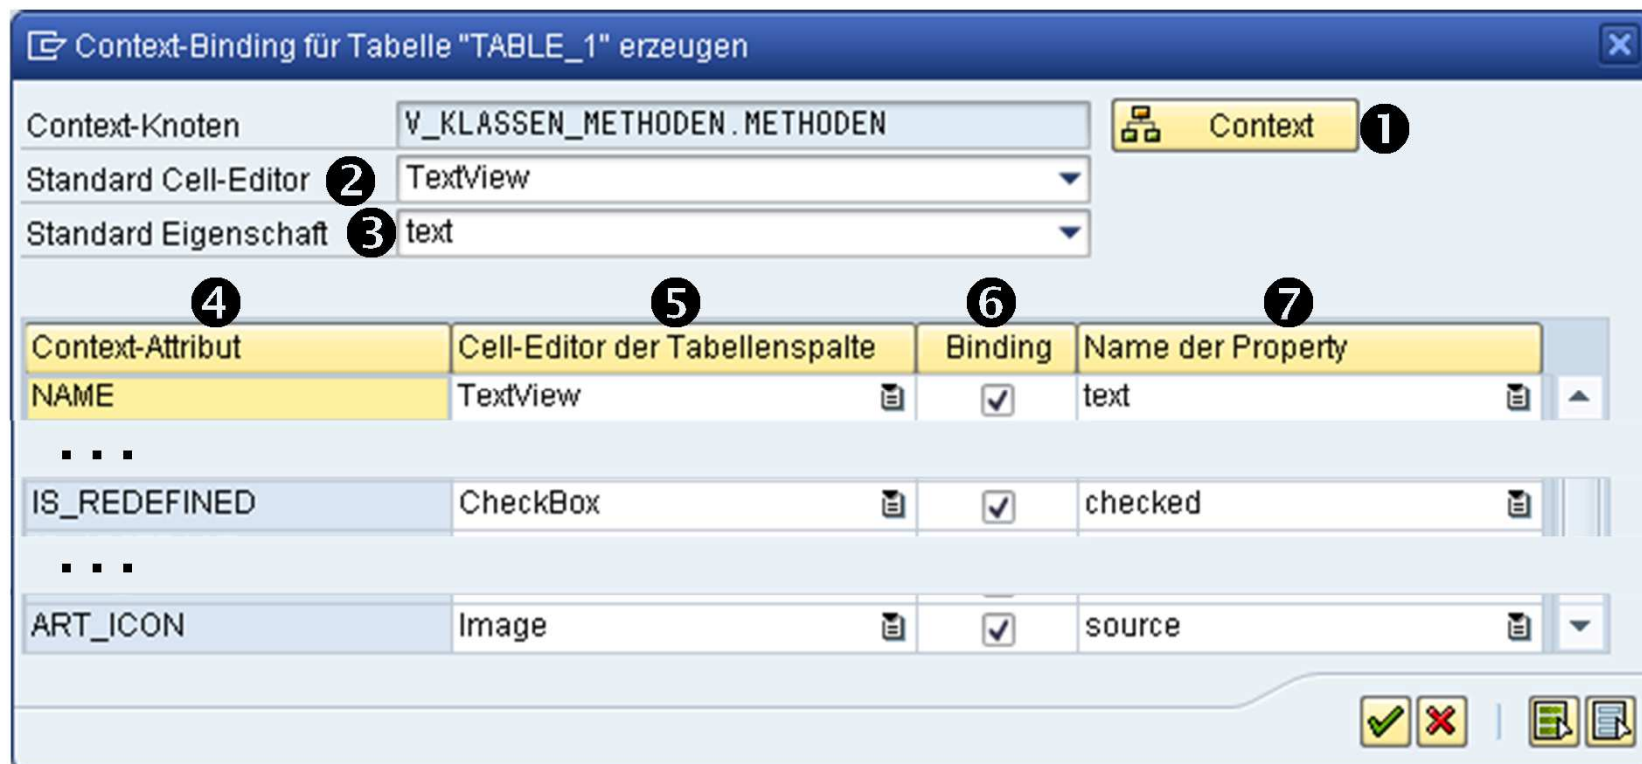 Context-Binding für Tabelle "TABLE_1" erzeugen
Context-Knoten V_KLASSEN_METHODEN.METHODEN Context 1
Standard Cell-Editor 2 TextView
Standard Eigenschaft 3 text
4 5 6 7
Context-Attribut Cell-Editor der Tabellenspalte Binding Name der Property
NAME TextView text
...
IS_REDEFINED CheckBox checked
...
ART_ICON Image source